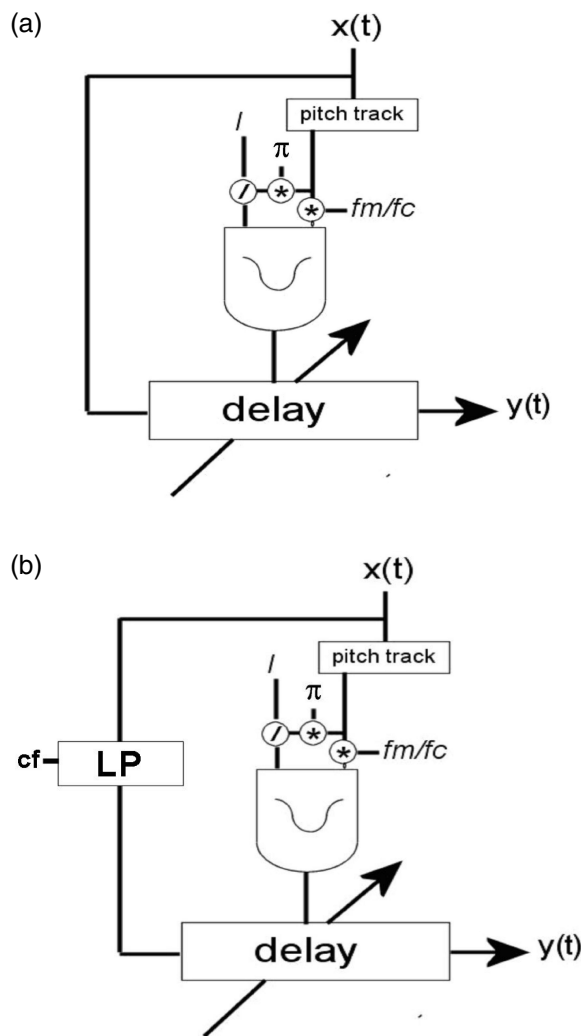 (a)
x(t)
pitch track
I
π
/
*
*
fm/fc
delay
y(t)
(b)
x(t)
pitch track
I
π
/
*
*
fm/fc
cf
LP
delay
y(t)